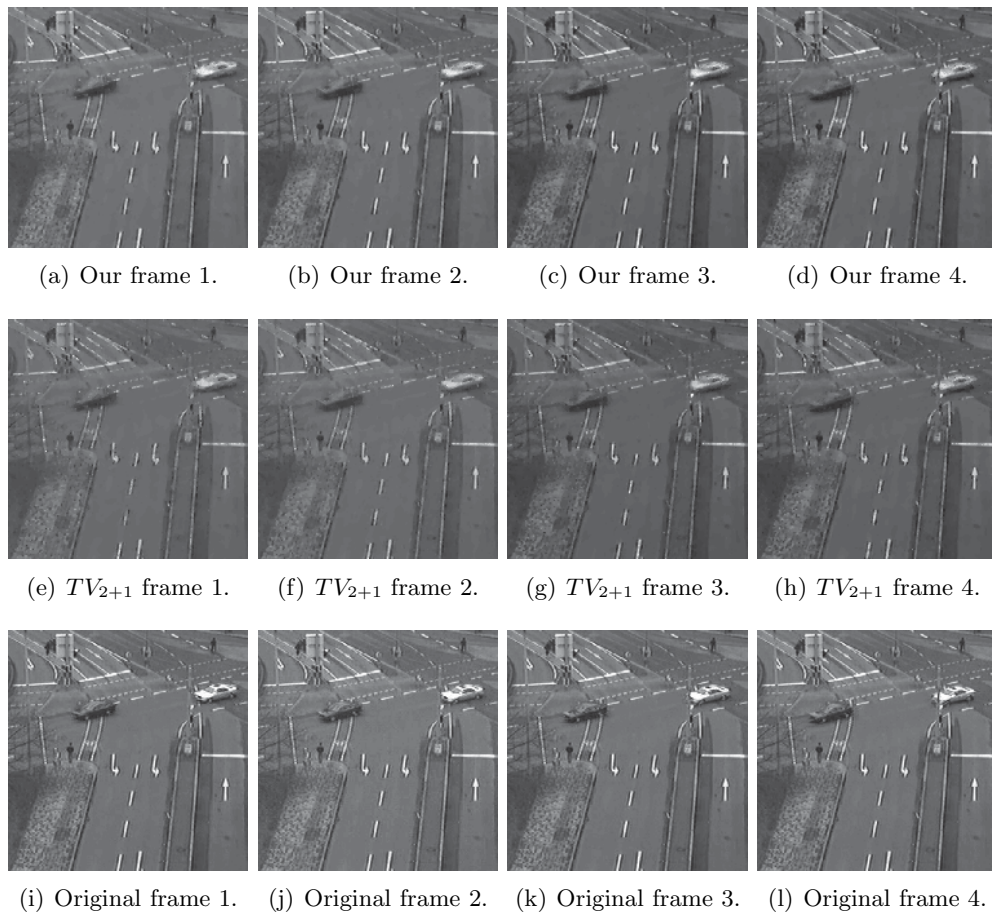 (a) Our frame 1.
(b) Our frame 2.
(c) Our frame 3.
(d) Our frame 4.
(e) TV₂₊₁ frame 1.
(f) TV₂₊₁ frame 2.
(g) TV₂₊₁ frame 3.
(h) TV₂₊₁ frame 4.
(i) Original frame 1.
(j) Original frame 2.
(k) Original frame 3.
(l) Original frame 4.